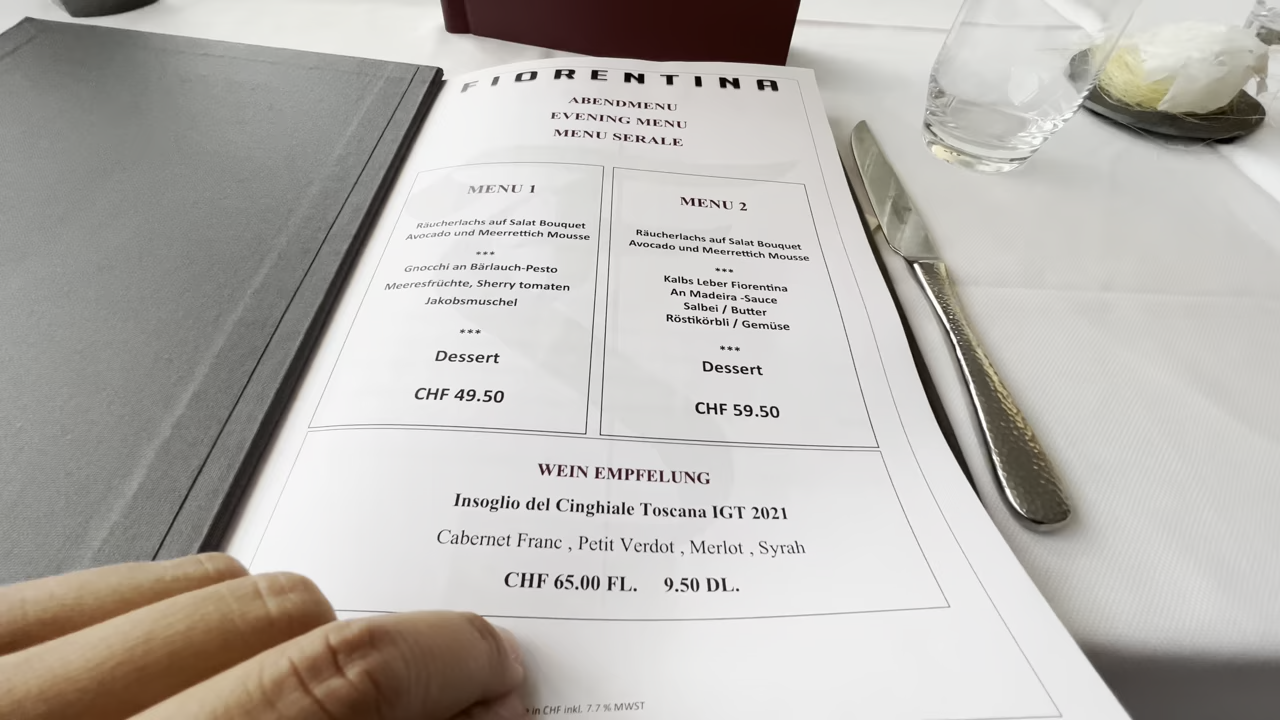 FIORENTINA
ABENDMENU
EVENING MENU
MENU SERALE
MENU 1
Räucherlachs auf Salat Bouquet
Avocado und Meerrettich Mousse
***
Gnocchi an Bärlauch-Pesto
Meeresfrüchte, Sherry tomaten
Jakobsmuschel
***
Dessert
CHF 49.50
MENU 2
Räucherlachs auf Salat Bouquet
Avocado und Meerrettich Mousse
***
Kalbs Leber Fiorentina
An Madeira -Sauce
Salbei / Butter
Röstikörbli / Gemüse
***
Dessert
CHF 59.50
WEIN EMPFELUNG
Insoglio del Cinghiale Toscana IGT 2021
Cabernet Franc , Petit Verdot , Merlot , Syrah
CHF 65.00 FL. 9.50 DL.
in CHF inkl. 7.7 % MWST